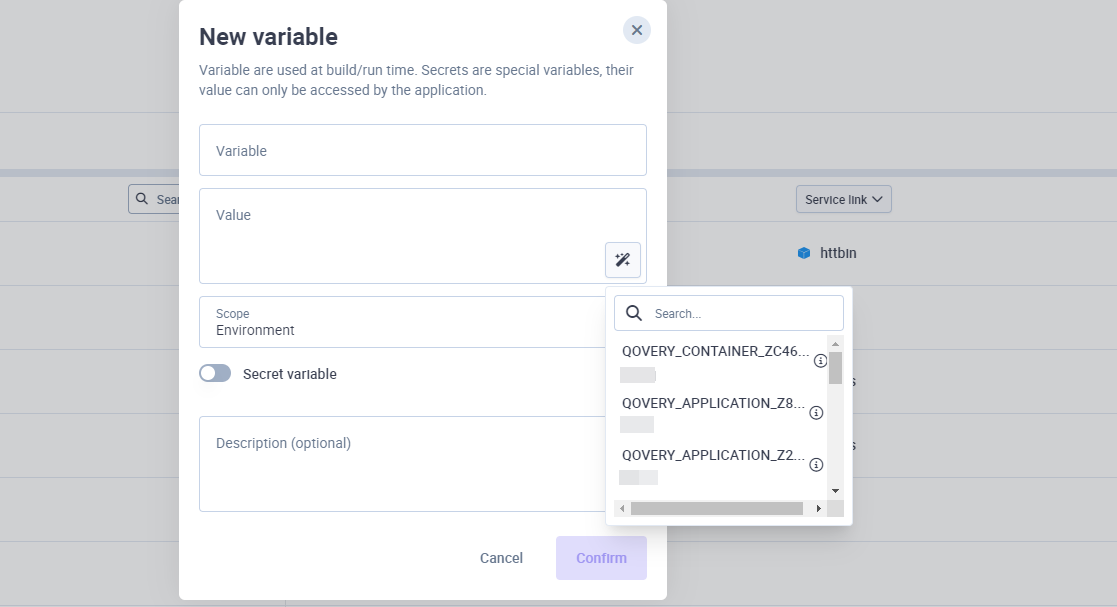 New variable
Variable are used at build/run time. Secrets are special variables, their
value can only be accessed by the application.
Variable
Value
Scope
Environment
Secret variable
Description (optional)
Cancel
Confirm
Service link
httbin
Search...
QOVERY_CONTAINER_ZC46...
QOVERY_APPLICATION_Z8...
QOVERY_APPLICATION_Z2...